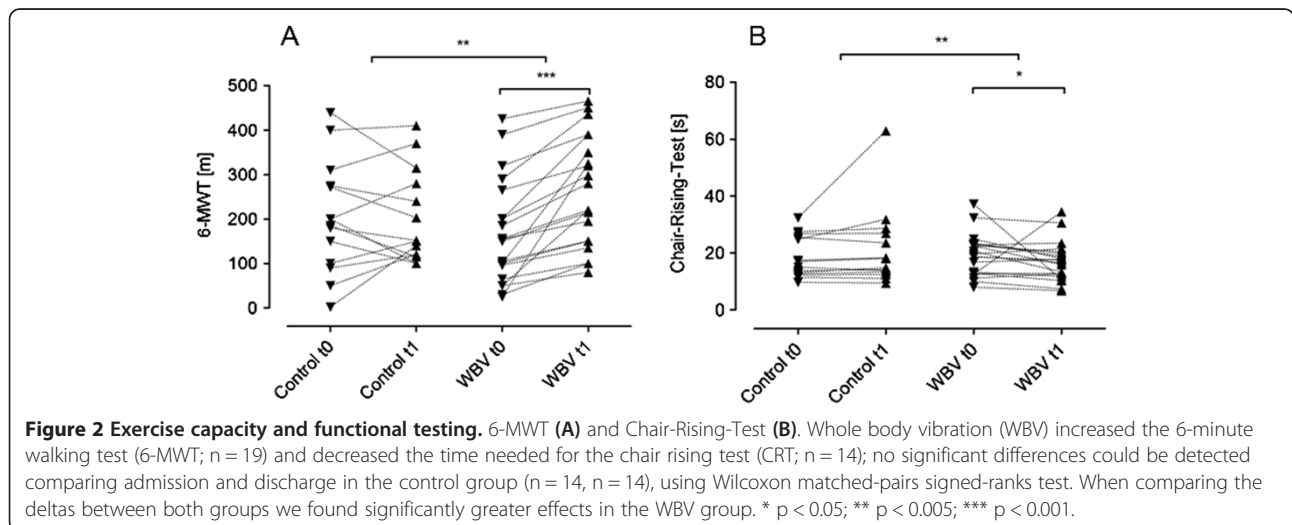 A
B
**
***
6-MWT [m]
500
400
300
200
100
0
Control t0
Control t1
WBV t0
WBV t1
**
*
Chair-Rising-Test [s]
80
60
40
20
0
Control t0
Control t1
WBV t0
WBV t1
Figure 2 Exercise capacity and functional testing. 6-MWT (A) and Chair-Rising-Test (B). Whole body vibration (WBV) increased the 6-minute
walking test (6-MWT; n = 19) and decreased the time needed for the chair rising test (CRT; n = 14); no significant differences could be detected
comparing admission and discharge in the control group (n = 14, n = 14), using Wilcoxon matched-pairs signed-ranks test. When comparing the
deltas between both groups we found significantly greater effects in the WBV group. * p < 0.05; ** p < 0.005; *** p < 0.001.